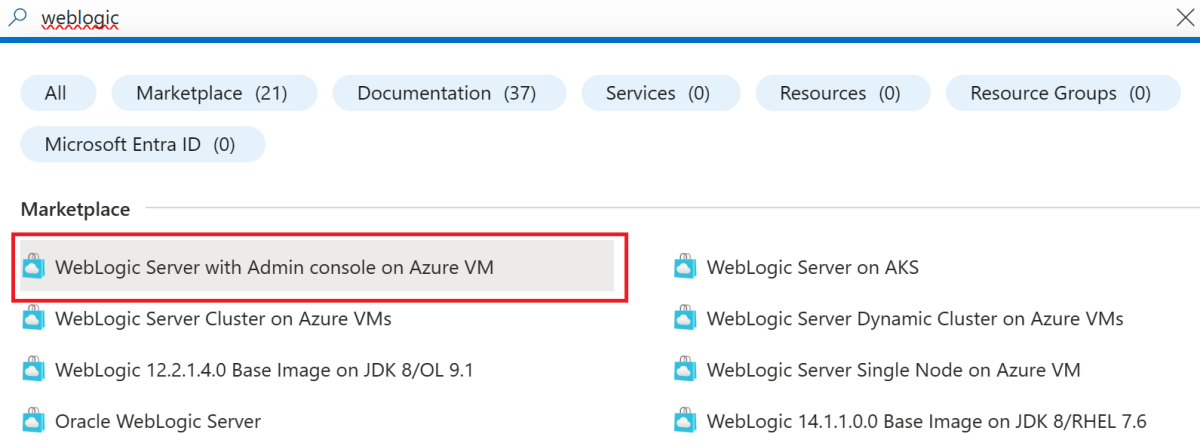 weblogic
All Marketplace (21) Documentation (37) Services (0) Resources (0) Resource Groups (0)
Microsoft Entra ID (0)
Marketplace
WebLogic Server with Admin console on Azure VM WebLogic Server on AKS
WebLogic Server Cluster on Azure VMs WebLogic Server Dynamic Cluster on Azure VMs
WebLogic 12.2.1.4.0 Base Image on JDK 8/OL 9.1 WebLogic Server Single Node on Azure VM
Oracle WebLogic Server WebLogic 14.1.1.0.0 Base Image on JDK 8/RHEL 7.6